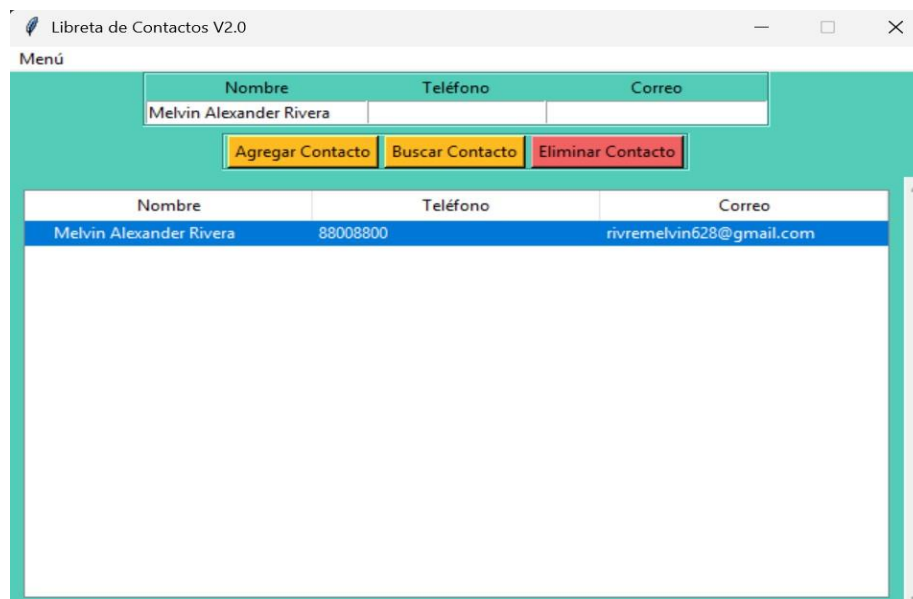 Libreta de Contactos V2.0
Menú
Nombre Teléfono Correo
Melvin Alexander Rivera
Agregar Contacto Buscar Contacto Eliminar Contacto
Nombre Teléfono Correo
Melvin Alexander Rivera 88008800 rivremelvin628@gmail.com